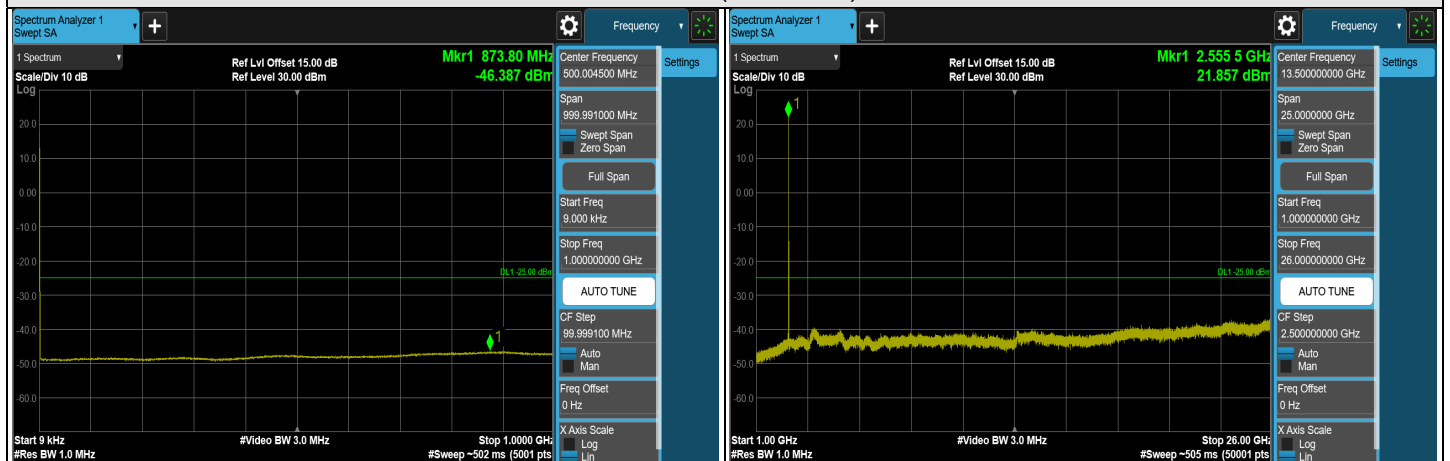 Spectrum Analyzer 1
Swept SA
+
Frequency
1 Spectrum
Scale/Div 10 dB
Log
Ref Lvl Offset 15.00 dB
Ref Level 30.00 dBm
Mkr1 873.80 MHz
-46.387 dBm
20.0
10.0
0.00
-10.0
-20.0
-30.0
-40.0
-50.0
-60.0
DL1 -25.00 dBm
1
Start 9 kHz
#Res BW 1.0 MHz
#Video BW 3.0 MHz
Stop 1.0000 GHz
#Sweep ~502 ms (5001 pts)
Center Frequency
500.004500 MHz
Settings
Span
999.991000 MHz
Swept Span
Zero Span
Full Span
Start Freq
9.000 kHz
Stop Freq
1.000000000 GHz
AUTO TUNE
CF Step
99.999100 MHz
Auto
Man
Freq Offset
0 Hz
X Axis Scale
Log
Lin
Spectrum Analyzer 1
Swept SA
+
Frequency
1 Spectrum
Scale/Div 10 dB
Log
Ref Lvl Offset 15.00 dB
Ref Level 30.00 dBm
Mkr1 2.555 5 GHz
21.857 dBm
1
20.0
10.0
0.00
-10.0
-20.0
-30.0
-40.0
-50.0
-60.0
DL1 -25.00 dBm
Start 1.00 GHz
#Res BW 1.0 MHz
#Video BW 3.0 MHz
Stop 26.00 GHz
#Sweep ~505 ms (50001 pts)
Center Frequency
13.500000000 GHz
Settings
Span
25.0000000 GHz
Swept Span
Zero Span
Full Span
Start Freq
1.000000000 GHz
Stop Freq
26.000000000 GHz
AUTO TUNE
CF Step
2.500000000 GHz
Auto
Man
Freq Offset
0 Hz
X Axis Scale
Log
Lin